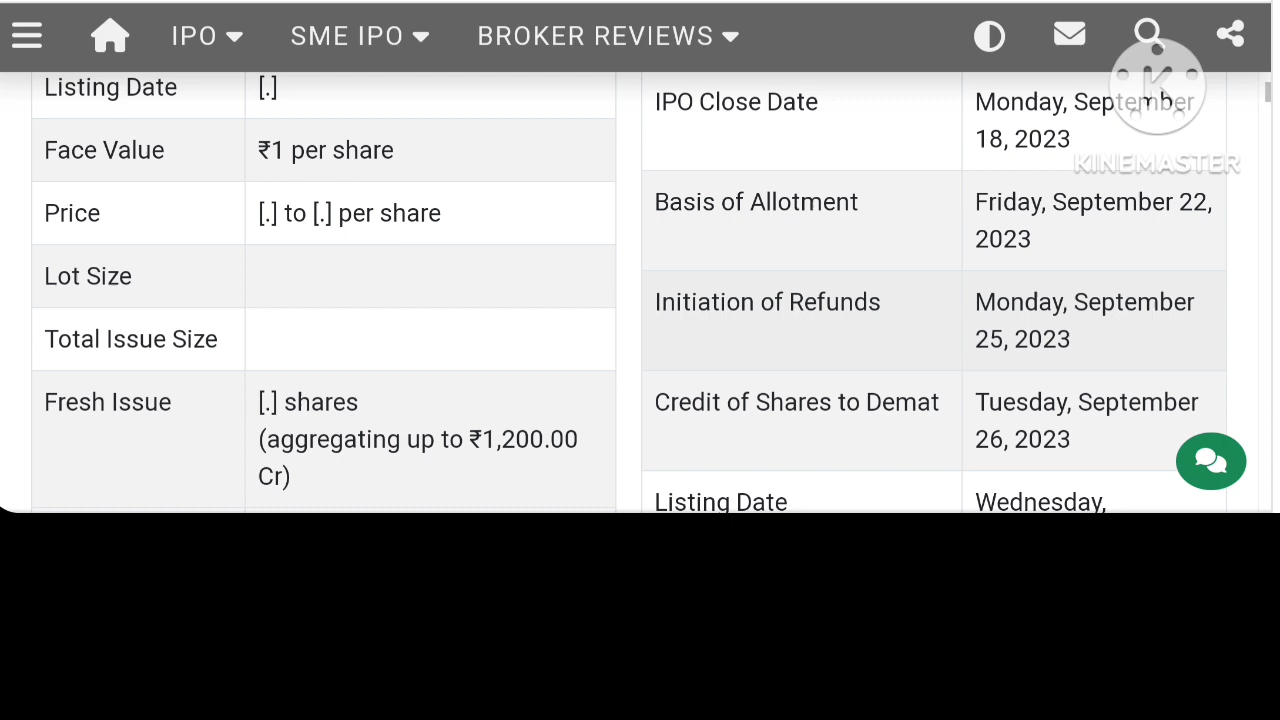 IPO SME IPO BROKER REVIEWS
Listing Date [.]
Face Value ₹1 per share
Price [.] to [.] per share
Lot Size
Total Issue Size
Fresh Issue [.] shares
(aggregating up to ₹1,200.00
Cr)
IPO Close Date Monday, September
18, 2023
Basis of Allotment Friday, September 22,
2023
Initiation of Refunds Monday, September
25, 2023
Credit of Shares to Demat Tuesday, September
26, 2023
Listing Date Wednesday,
K
KINEMASTER